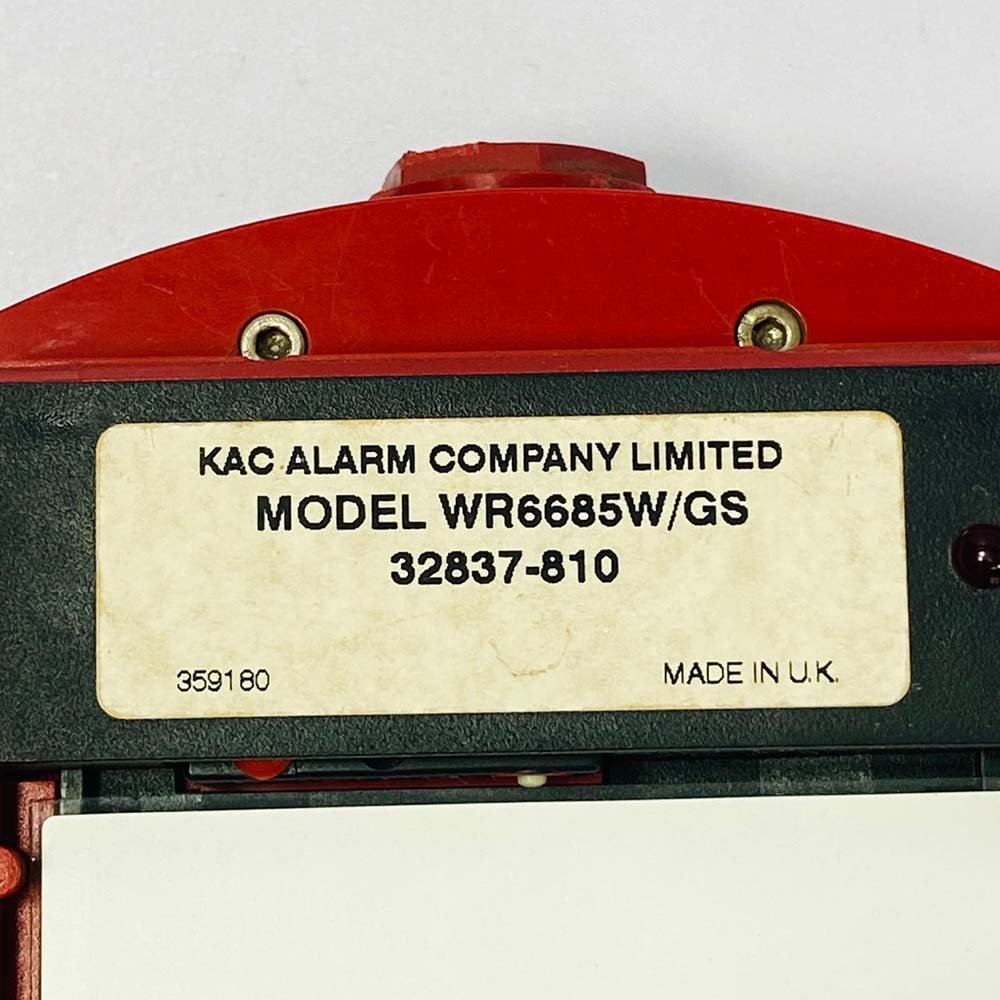 KAC ALARM COMPANY LIMITED
MODEL WR6685W/GS
32837-810
359180 MADE IN U.K.